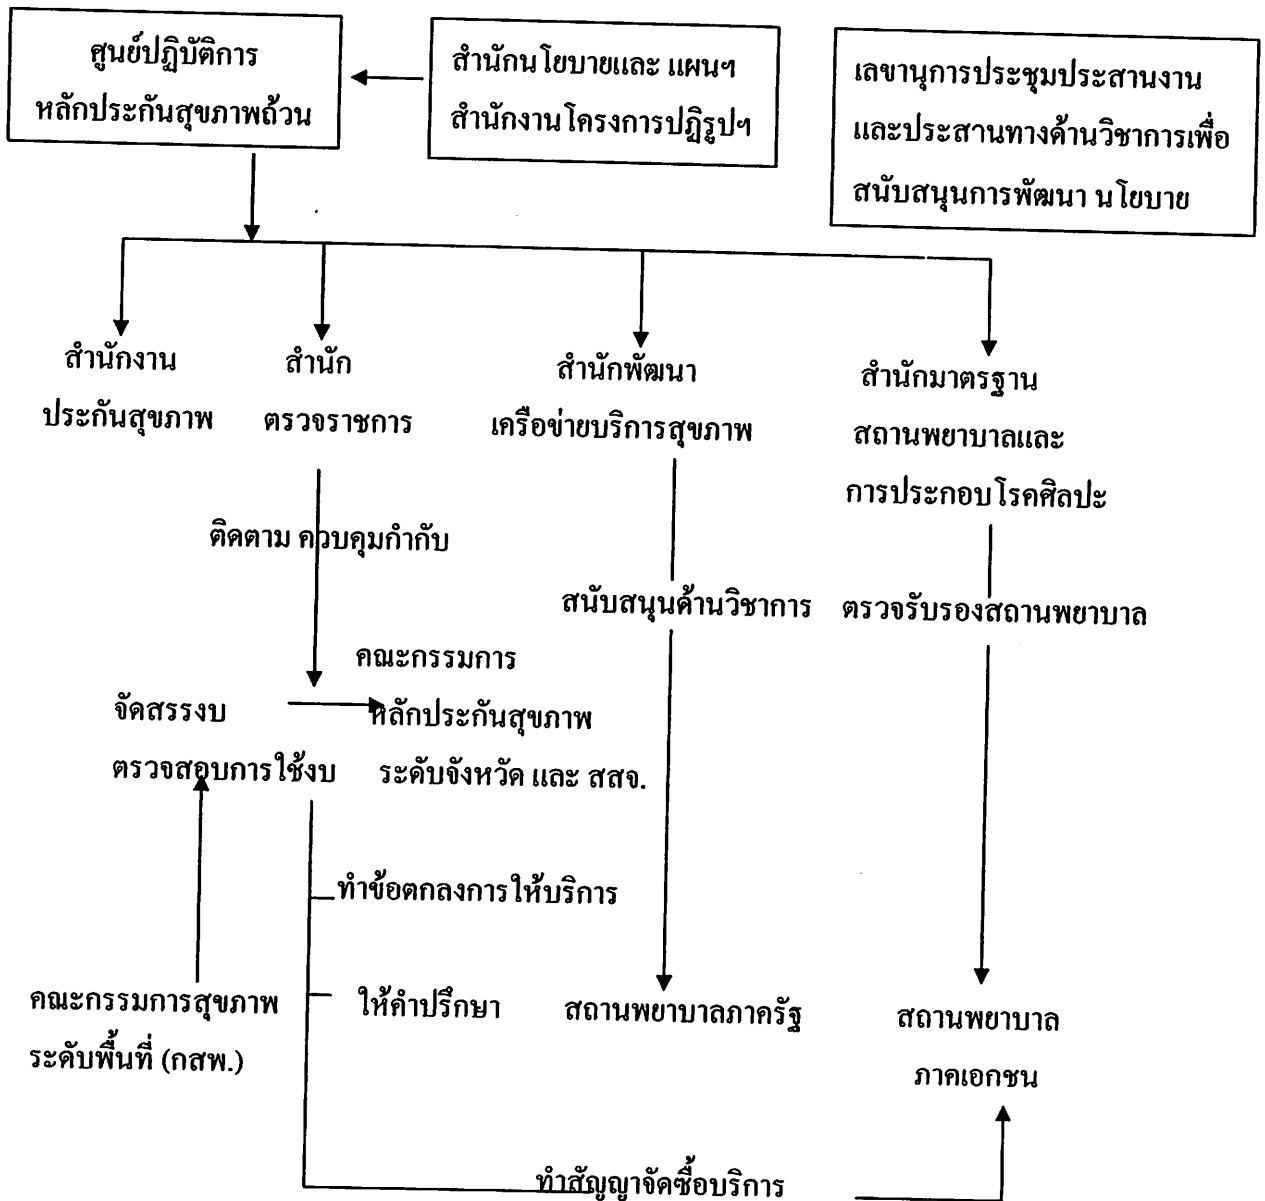 ศูนย์ปฏิบัติการ
หลักประกันสุขภาพถ้วน
สำนักนโยบายและ แผนฯ
สำนักงานโครงการปฏิรูปฯ
เลขานุการประชุมประสานงาน
และประสานทางด้านวิชาการเพื่อ
สนับสนุนการพัฒนา นโยบาย
สำนักงาน
ประกันสุขภาพ
สำนัก
ตรวจราชการ
สำนักพัฒนา
เครือข่ายบริการสุขภาพ
สำนักมาตรฐาน
สถานพยาบาลและ
การประกอบโรคศิลปะ
ติดตาม ควบคุมกำกับ
สนับสนุนด้านวิชาการ
ตรวจรับรองสถานพยาบาล
คณะกรรมการ
หลักประกันสุขภาพ
ระดับจังหวัด และ สสจ.
จัดสรรงบ
ตรวจสอบการใช้งบ
ทำข้อตกลงการให้บริการ
ให้คำปรึกษา
คณะกรรมการสุขภาพ
ระดับพื้นที่ (กสพ.)
สถานพยาบาลภาครัฐ
สถานพยาบาล
ภาคเอกชน
ทำสัญญาจัดซื้อบริการ